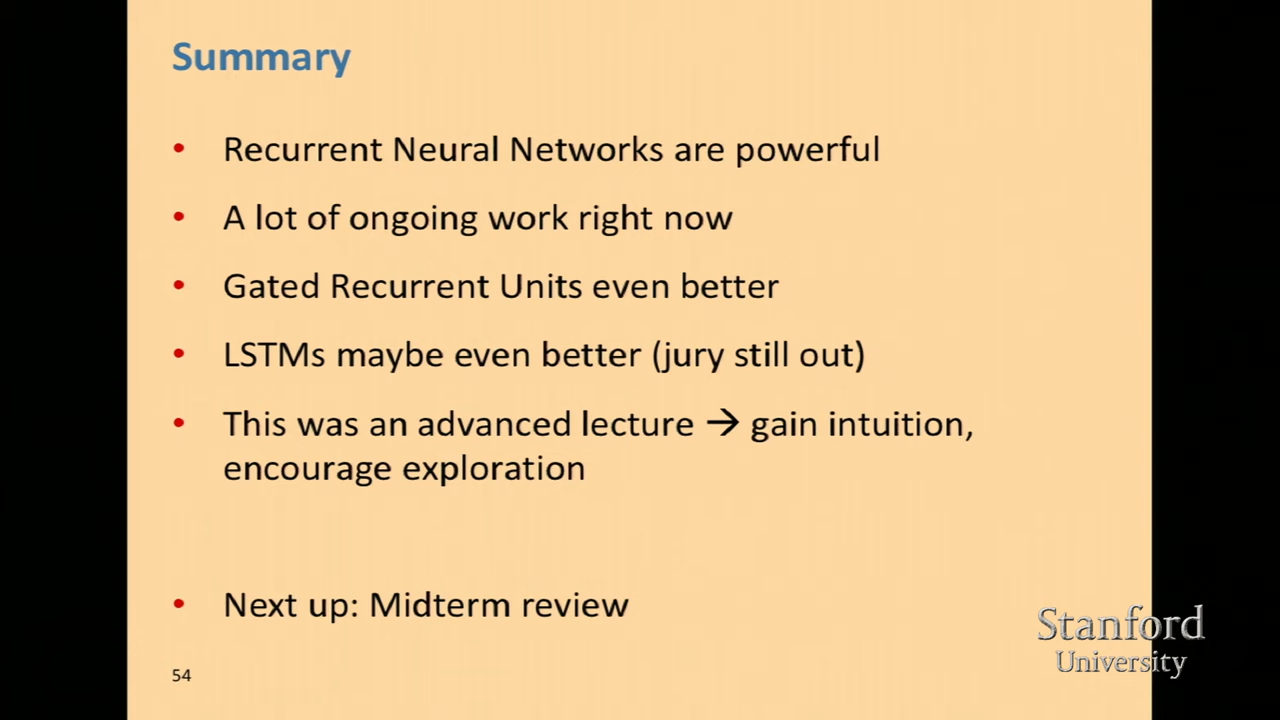 Summary
• Recurrent Neural Networks are powerful
• A lot of ongoing work right now
• Gated Recurrent Units even better
• LSTMs maybe even better (jury still out)
• This was an advanced lecture → gain intuition,
encourage exploration
• Next up: Midterm review
54
Stanford
University